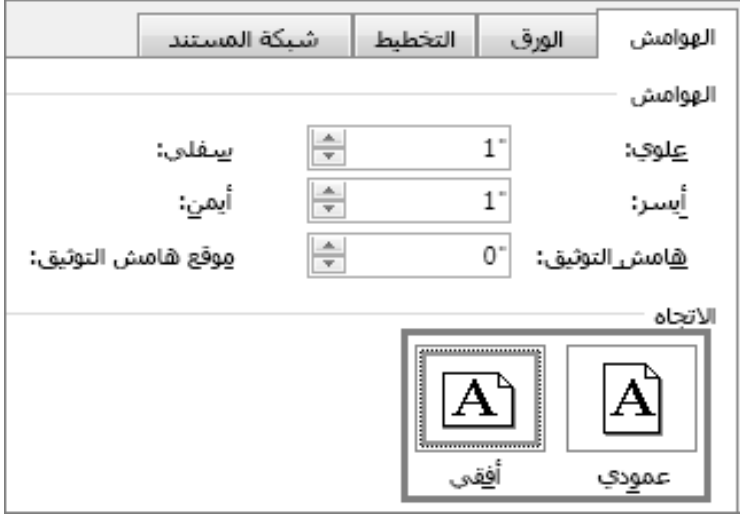 الهوامش الورق التخطيط شبكة المستند
الهوامش
علوي: 1" سفلي:
أيسر: 1" أيمن:
هامش التوثيق: 0" موقع هامش التوثيق:
الاتجاه
A A
عمودي أفقي